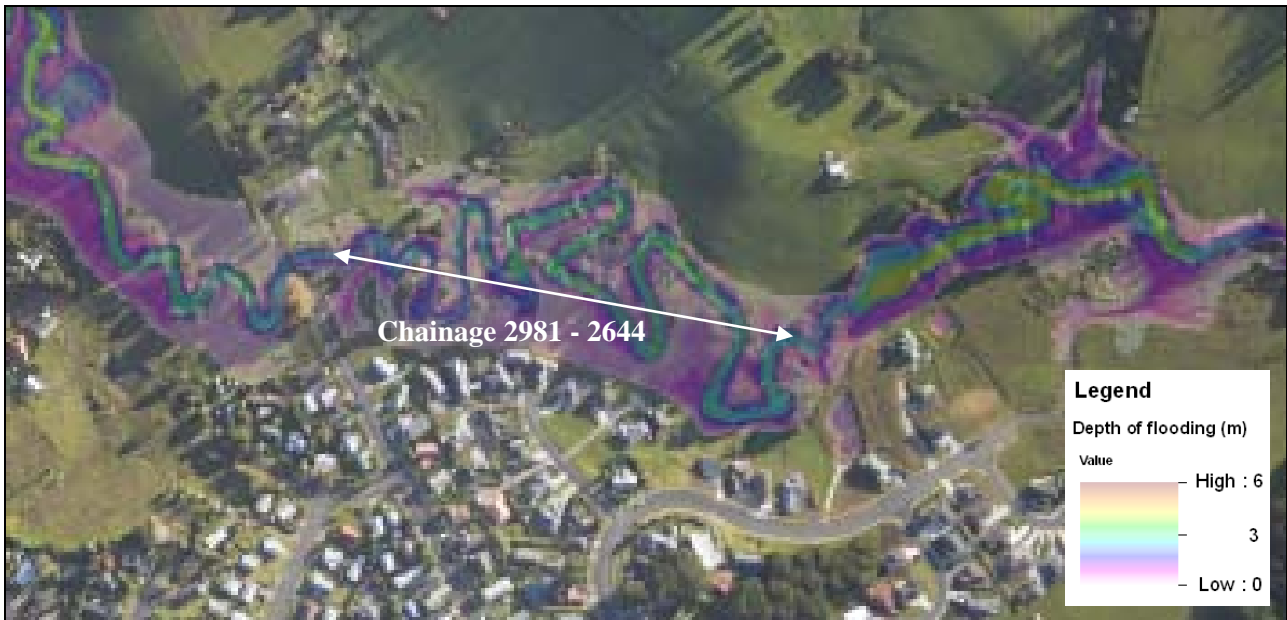 Chainage 2981 - 2644
Legend
Depth of flooding (m)
Value
High : 6
3
Low : 0